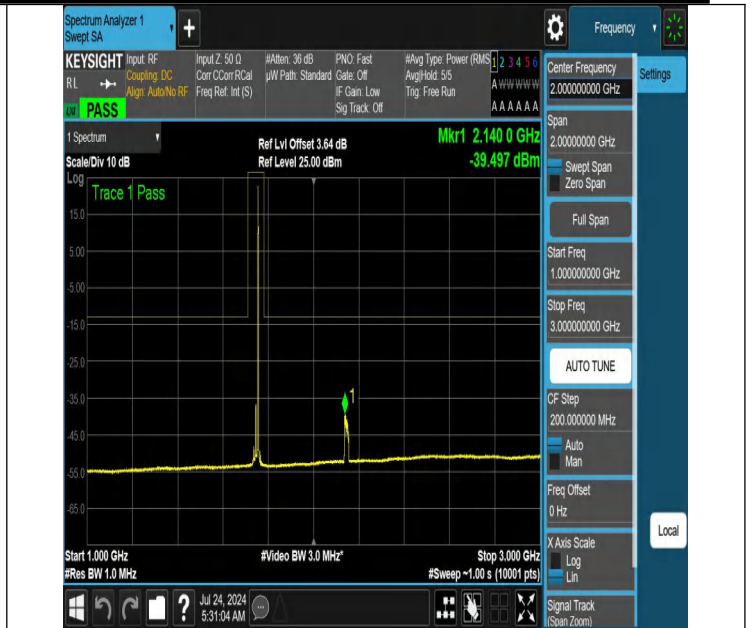 Spectrum Analyzer 1
Swept SA
+
Frequency
KEYSIGHT
RL
PASS
Input: RF
Coupling: DC
Align: Auto/No RF
Input Z: 50 Ω
Corr CCorr RCal
Freq Ref: Int (S)
#Atten: 36 dB
µW Path: Standard
PNO: Fast
Gate: Off
IF Gain: Low
Sig Track: Off
#Avg Type: Power (RMS
Avg|Hold: 5/5
Trig: Free Run
1 2 3 4 5 6
A W W W W W
A A A A A A
1 Spectrum
Scale/Div 10 dB
Ref Lvl Offset 3.64 dB
Ref Level 25.00 dBm
Mkr1 2.140 0 GHz
-39.497 dBm
Log
Trace 1 Pass
15.0
5.00
-5.00
-15.0
-25.0
-35.0
-45.0
-55.0
-65.0
1
Start 1.000 GHz
#Video BW 3.0 MHz*
Stop 3.000 GHz
#Res BW 1.0 MHz
#Sweep ~1.00 s (10001 pts)
Settings
Center Frequency
2.000000000 GHz
Span
2.00000000 GHz
Swept Span
Zero Span
Full Span
Start Freq
1.000000000 GHz
Stop Freq
3.000000000 GHz
AUTO TUNE
CF Step
200.000000 MHz
Auto
Man
Freq Offset
0 Hz
X Axis Scale
Log
Lin
Signal Track
(Span Zoom)
Local
?
Jul 24, 2024
5:31:04 AM